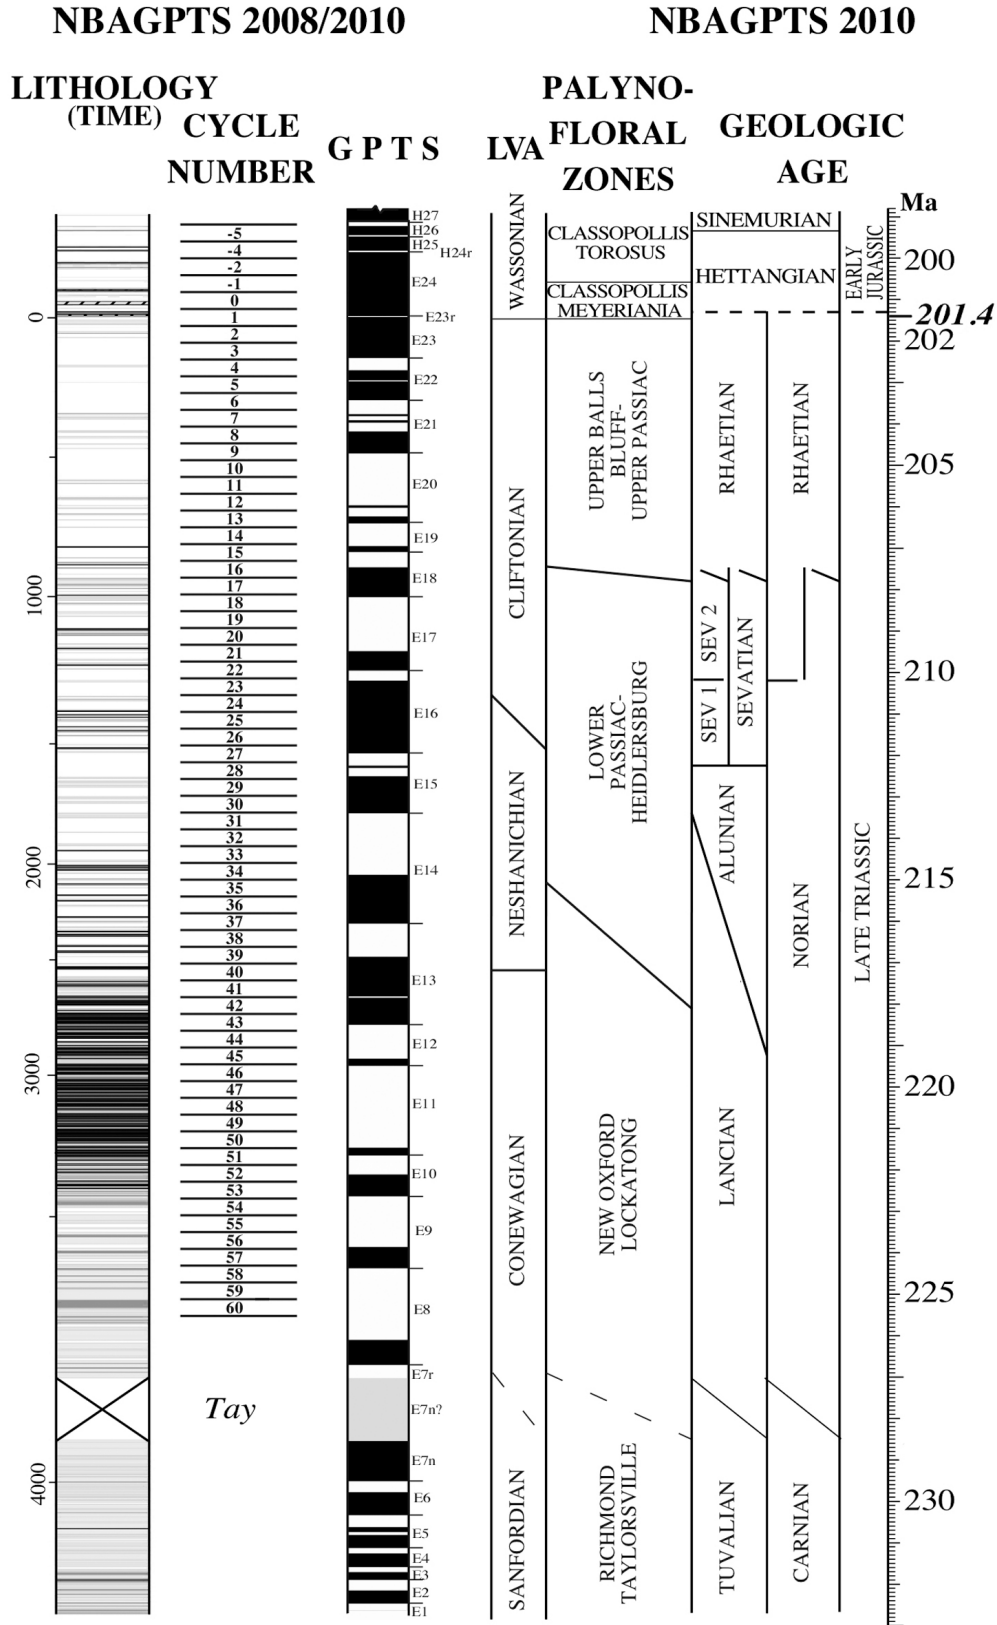 NBAGPTS 2008/2010
NBAGPTS 2010
LITHOLOGY
(TIME)
CYCLE
NUMBER
G P T S
LVA
PALYNO-
FLORAL
ZONES
GEOLOGIC
AGE
Ma
0
1000
2000
3000
4000
-5
-4
-2
-1
0
1
2
3
4
5
6
7
8
9
10
11
12
13
14
15
16
17
18
19
20
21
22
23
24
25
26
27
28
29
30
31
32
33
34
35
36
37
38
39
40
41
42
43
44
45
46
47
48
49
50
51
52
53
54
55
56
57
58
59
60
Tay
H27
H26
H25
H24r
E24
E23r
E23
E22
E21
E20
E19
E18
E17
E16
E15
E14
E13
E12
E11
E10
E9
E8
E7r
E7n?
E7n
E6
E5
E4
E3
E2
E1
WASSONIAN
CLIFTONIAN
NESHANICHIAN
CONEWAGIAN
SANFORDIAN
CLASSOPOLLIS
TOROSUS
CLASSOPOLLIS
MEYERIANIA
UPPER BALLS
BLUFF-
UPPER PASSIAC
LOWER
PASSIAC-
HEIDLERSBURG
NEW OXFORD
LOCKATONG
RICHMOND
TAYLORSVILLE
SINEMURIAN
HETTANGIAN
RHAETIAN
SEV 2
SEV 1
SEVATIAN
ALUNIAN
LANCIAN
TUVALIAN
RHAETIAN
NORIAN
CARNIAN
EARLY
JURASSIC
LATE TRIASSIC
200
201.4
202
205
210
215
220
225
230